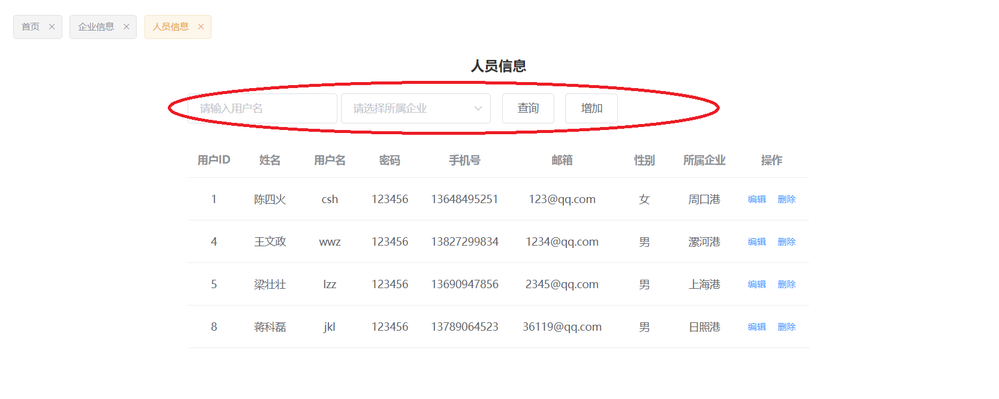 首页 企业信息 人员信息
人员信息
请输入用户名 请选择所属企业 查询 增加
用户ID 姓名 用户名 密码 手机号 邮箱 性别 所属企业 操作
1 陈四火 csh 123456 13648495251 123@qq.com 女 周口港 编辑 删除
4 王文政 wwz 123456 13827299834 1234@qq.com 男 漯河港 编辑 删除
5 梁壮壮 lzz 123456 13690947856 2345@qq.com 男 上海港 编辑 删除
8 蒋科磊 jkl 123456 13789064523 36119@qq.com 男 日照港 编辑 删除